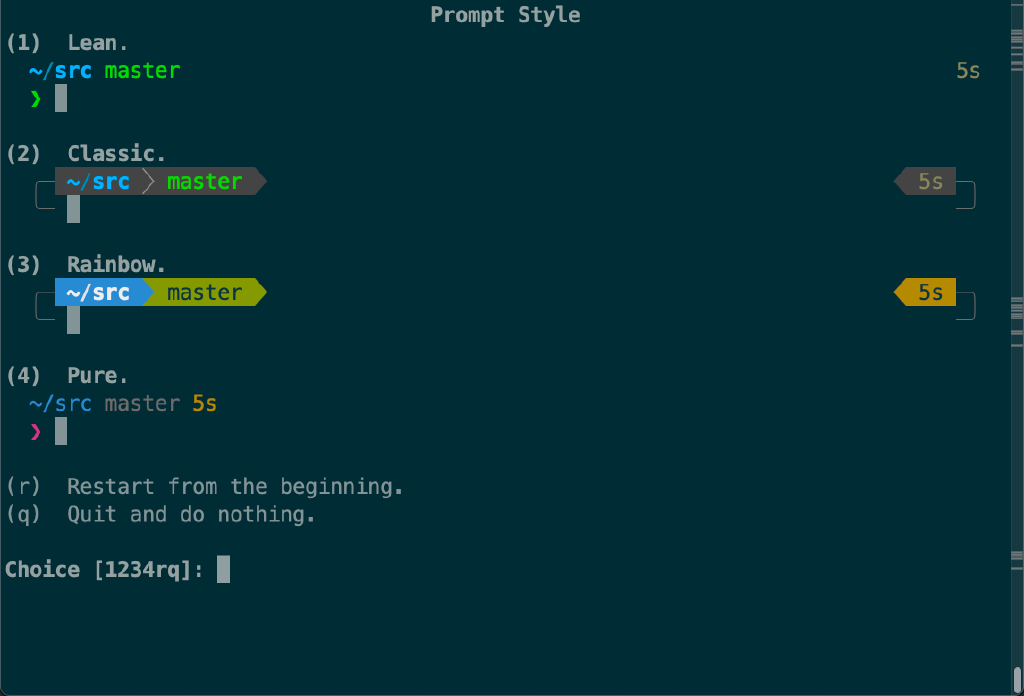 Prompt Style
(1)  Lean.
~/src master 5s
❯
(2)  Classic.
~/src master 5s
(3)  Rainbow.
~/src master 5s
(4)  Pure.
~/src master 5s
❯
(r)  Restart from the beginning.
(q)  Quit and do nothing.
Choice [1234rq]: